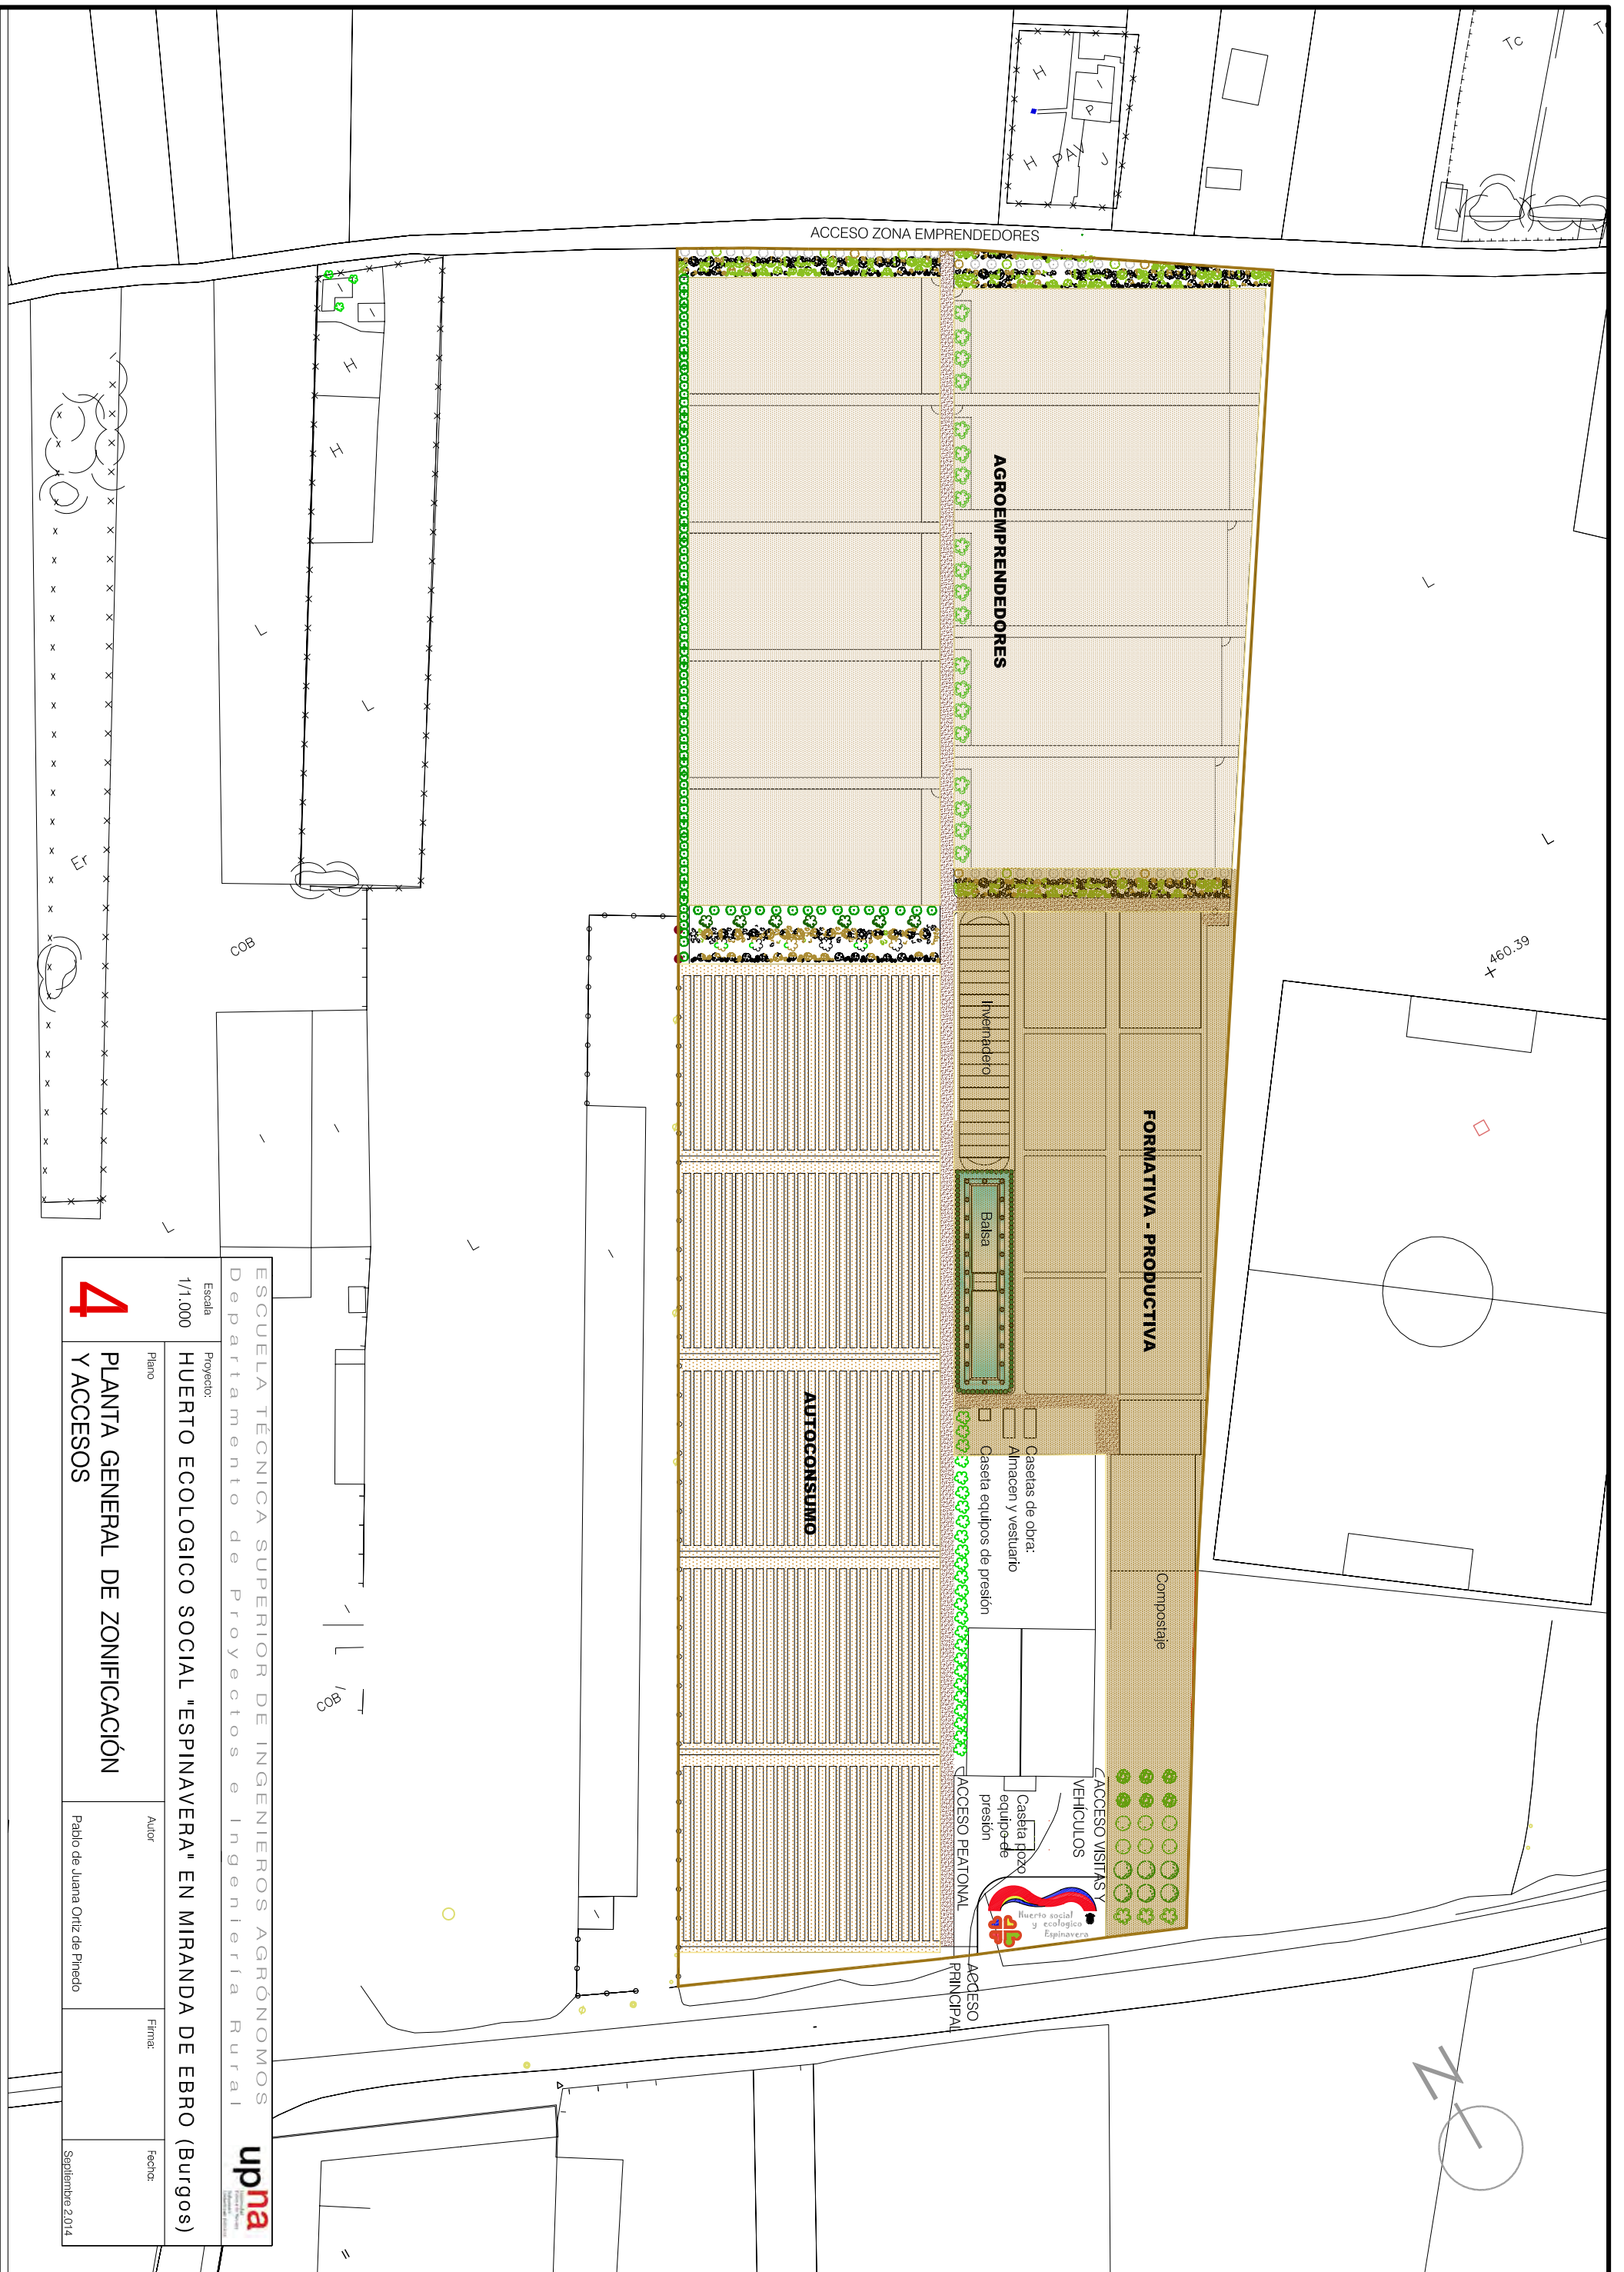 ACCESO ZONA EMPRENDEDORES
AGROEMPRENDEDORES
FORMATIVA - PRODUCTIVA
AUTOCONSUMO
Invernadero
Balsa
Casetas de obra:
Almacen y vestuario
Caseta equipos de presión
Compostaje
ACCESO VISITAS Y
VEHÍCULOS
Caseta pozo
equipo de
presión
ACCESO PEATONAL
ACCESO
PRINCIPAL
Huerto social
y ecologico
Espinavera
460.39
Tc
H
I
P
H
PAV
J
H
H
L
L
L
L
L
L
Er
COB
COB
I
I
I
I
II
N
ESCUELA TÉCNICA SUPERIOR DE INGENIEROS AGRÓNOMOS
Departamento de Proyectos e Ingeniería Rural
upna
Escala
1/1.000
Proyecto:
HUERTO ECOLOGICO SOCIAL "ESPINAVERA" EN MIRANDA DE EBRO (Burgos)
4
Plano
PLANTA GENERAL DE ZONIFICACIÓN
Y ACCESOS
Autor
Pablo de Juana Ortiz de Pinedo
Firma:
Fecha:
Septiembre 2.014